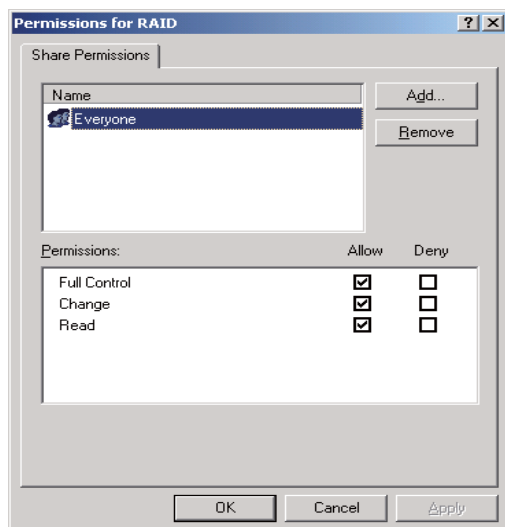 Permissions for RAID
? X
Share Permissions
Name
Add...
Everyone
Remove
Permissions: Allow Deny
Full Control
Change
Read
OK Cancel Apply